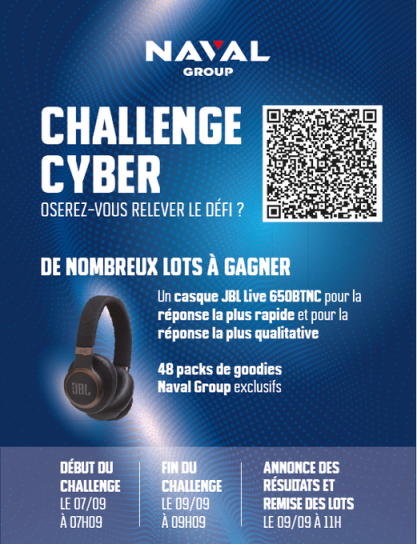 NAVAL
GROUP
CHALLENGE
CYBER
OSEREZ-VOUS RELEVER LE DÉFI ?
DE NOMBREUX LOTS À GAGNER
Un casque JBL Live 650BTNC pour la
réponse la plus rapide et pour la
réponse la plus qualitative
JBL
48 packs de goodies
Naval Group exclusifs
DÉBUT DU
CHALLENGE
LE 07/09
À 07H09
FIN DU
CHALLENGE
LE 09/09
À 09H09
ANNONCE DES
RÉSULTATS ET
REMISE DES LOTS
LE 09/09 À 11H